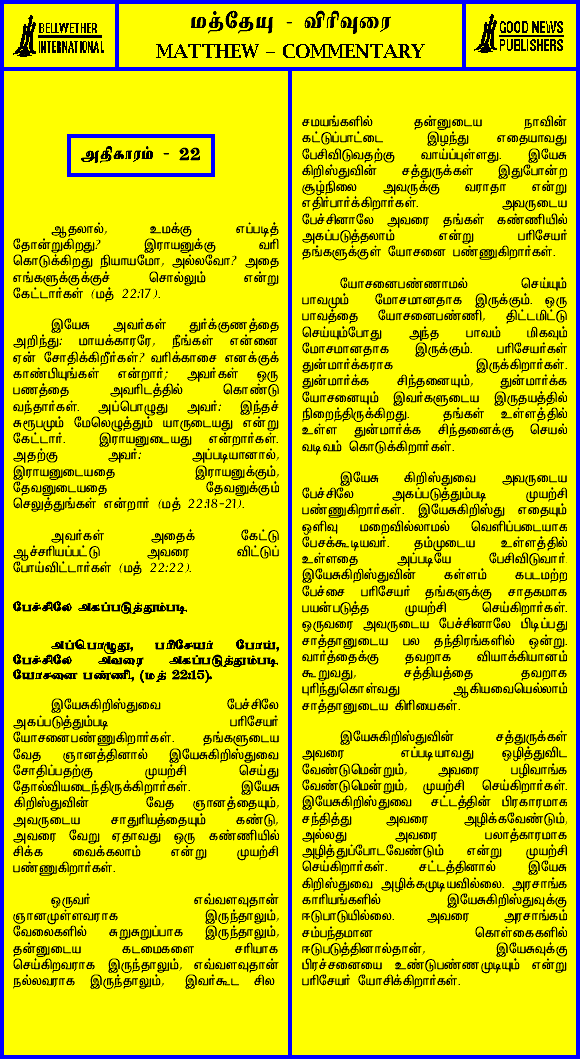 BELLWETHER
INTERNATIONAL
மத்தேயு - விரிவுரை
MATTHEW – COMMENTARY
GOOD NEWS
PUBLISHERS
அதிகாரம் - 22
ஆதலால், உமக்கு எப்படித்
தோன்றுகிறது? இராயனுக்கு வரி
கொடுக்கிறது நியாயமோ, அல்லவோ? அதை
எங்களுக்குக்குச் சொல்லும் என்று
கேட்டார்கள் (மத் 22:17).
இயேசு அவர்கள் துர்க்குணத்தை
அறிந்து: மாயக்காரரே, நீங்கள் என்னை
ஏன் சோதிக்கிறீர்கள்? வரிக்காசை எனக்குக்
காண்பியுங்கள் என்றார்; அவர்கள் ஒரு
பணத்தை அவரிடத்தில் கொண்டு
வந்தார்கள். அப்பொழுது அவர்: இந்தச்
சுரூபமும் மேலெழுத்தும் யாருடையது என்று
கேட்டார். இராயனுடையது என்றார்கள்.
அதற்கு அவர்: அப்படியானால்,
இராயனுடையதை இராயனுக்கும்,
தேவனுடையதை தேவனுக்கும்
செலுத்துங்கள் என்றார் (மத் 22:18-21).
அவர்கள் அதைக் கேட்டு
ஆச்சரியப்பட்டு அவரை விட்டுப்
போய்விட்டார்கள் (மத் 22:22).
பேச்சிலே அகப்படுத்தும்படி
அப்பொழுது, பரிசேயர் போய்,
பேச்சிலே அவரை அகப்படுத்தும்படி
யோசனை பண்ணி, (மத் 22:15).
இயேசுகிறிஸ்துவை பேச்சிலே
அகப்படுத்தும்படி பரிசேயர்
யோசனைபண்ணுகிறார்கள். தங்களுடைய
வேத ஞானத்தினால் இயேசுகிறிஸ்துவை
சோதிப்பதற்கு முயற்சி செய்து
தோல்வியடைந்திருக்கிறார்கள். இயேசு
கிறிஸ்துவின் வேத ஞானத்தையும்,
அவருடைய சாதுரியத்தையும் கண்டு,
அவரை வேறு ஏதாவது ஒரு கண்ணியில்
சிக்க வைக்கலாம் என்று முயற்சி
பண்ணுகிறார்கள்.
ஒருவர் எவ்வளவுதான்
ஞானமுள்ளவராக இருந்தாலும்,
வேலைகளில் சுறுசுறுப்பாக இருந்தாலும்,
தன்னுடைய கடமைகளை சரியாக
செய்கிறவராக இருந்தாலும், எவ்வளவுதான்
நல்லவராக இருந்தாலும், இவர்கூட சில
சமயங்களில் தன்னுடைய நாவின்
கட்டுப்பாட்டை இழந்து எதையாவது
பேசிவிடுவதற்கு வாய்ப்புள்ளது. இயேசு
கிறிஸ்துவின் சத்துருக்கள் இதுபோன்ற
சூழ்நிலை அவருக்கு வராதா என்று
எதிர்பார்க்கிறார்கள். அவருடைய
பேச்சினாலே அவரை தங்கள் கண்ணியில்
அகப்படுத்தலாம் என்று பரிசேயர்
தங்களுக்குள் யோசனை பண்ணுகிறார்கள்.
யோசனைபண்ணாமல் செய்யும்
பாவமும் மோசமானதாக இருக்கும். ஒரு
பாவத்தை யோசனைபண்ணி, திட்டமிட்டு
செய்யும்போது அந்த பாவம் மிகவும்
மோசமானதாக இருக்கும். பரிசேயர்கள்
துன்மார்க்கராக இருக்கிறார்கள்.
துன்மார்க்க சிந்தனையும், துன்மார்க்க
யோசனையும் இவர்களுடைய இருதயத்தில்
நிறைந்திருக்கிறது. தங்கள் உள்ளத்தில்
உள்ள துன்மார்க்க சிந்தனைக்கு செயல்
வடிவம் கொடுக்கிறார்கள்.
இயேசு கிறிஸ்துவை அவருடைய
பேச்சிலே அகப்படுத்தும்படி முயற்சி
பண்ணுகிறார்கள். இயேசுகிறிஸ்து எதையும்
ஒளிவு மறைவில்லாமல் வெளிப்படையாக
பேசக்கூடியவர். தம்முடைய உள்ளத்தில்
உள்ளதை அப்படியே பேசிவிடுவார்.
இயேசுகிறிஸ்துவின் கள்ளம் கபடமற்ற
பேச்சை பரிசேயர் தங்களுக்கு சாதகமாக
பயன்படுத்த முயற்சி செய்கிறார்கள்.
ஒருவரை அவருடைய பேச்சினாலே பிடிப்பது
சாத்தானுடைய பல தந்திரங்களில் ஒன்று.
வார்த்தைக்கு தவறாக வியாக்கியானம்
கூறுவது, சத்தியத்தை தவறாக
புரிந்துகொள்வது ஆகியவையெல்லாம்
சாத்தானுடைய கிரியைகள்.
இயேசுகிறிஸ்துவின் சத்துருக்கள்
அவரை எப்படியாவது ஒழித்துவிட
வேண்டுமென்றும், அவரை பழிவாங்க
வேண்டுமென்றும், முயற்சி செய்கிறார்கள்.
இயேசுகிறிஸ்துவை சட்டத்தின் பிரகாரமாக
சந்தித்து அவரை அழிக்கவேண்டும்,
அல்லது அவரை பலாத்காரமாக
அழித்துப்போடவேண்டும் என்று முயற்சி
செய்கிறார்கள். சட்டத்தினால் இயேசு
கிறிஸ்துவை அழிக்கமுடியவில்லை. அரசாங்க
காரியங்களில் இயேசுகிறிஸ்துவுக்கு
ஈடுபாடுயில்லை. அவரை அரசாங்கம்
சம்பந்தமான கொள்கைகளில்
ஈடுபடுத்தினால்தான், இயேசுவுக்கு
பிரச்சனையை உண்டுபண்ணமுடியும் என்று
பரிசேயர் யோசிக்கிறார்கள்.